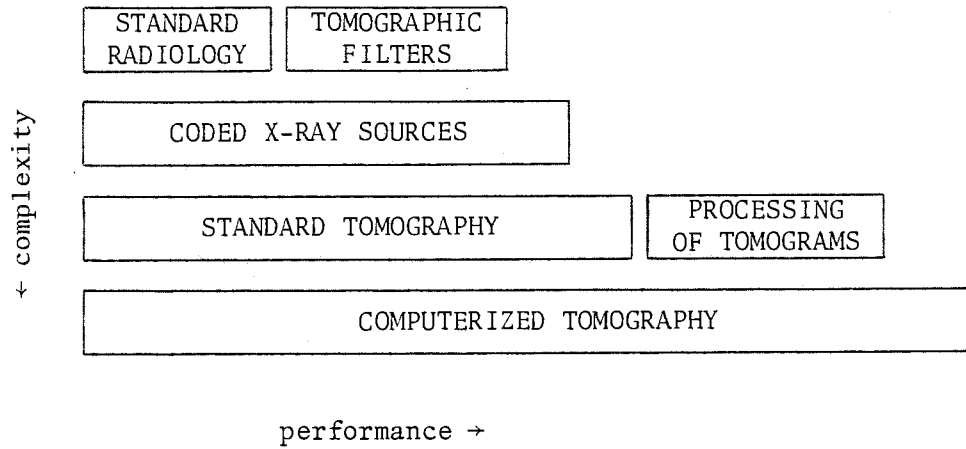 STANDARD
RADIOLOGY
TOMOGRAPHIC
FILTERS
CODED X-RAY SOURCES
STANDARD TOMOGRAPHY
PROCESSING
OF TOMOGRAMS
COMPUTERIZED TOMOGRAPHY
← complexity
performance →